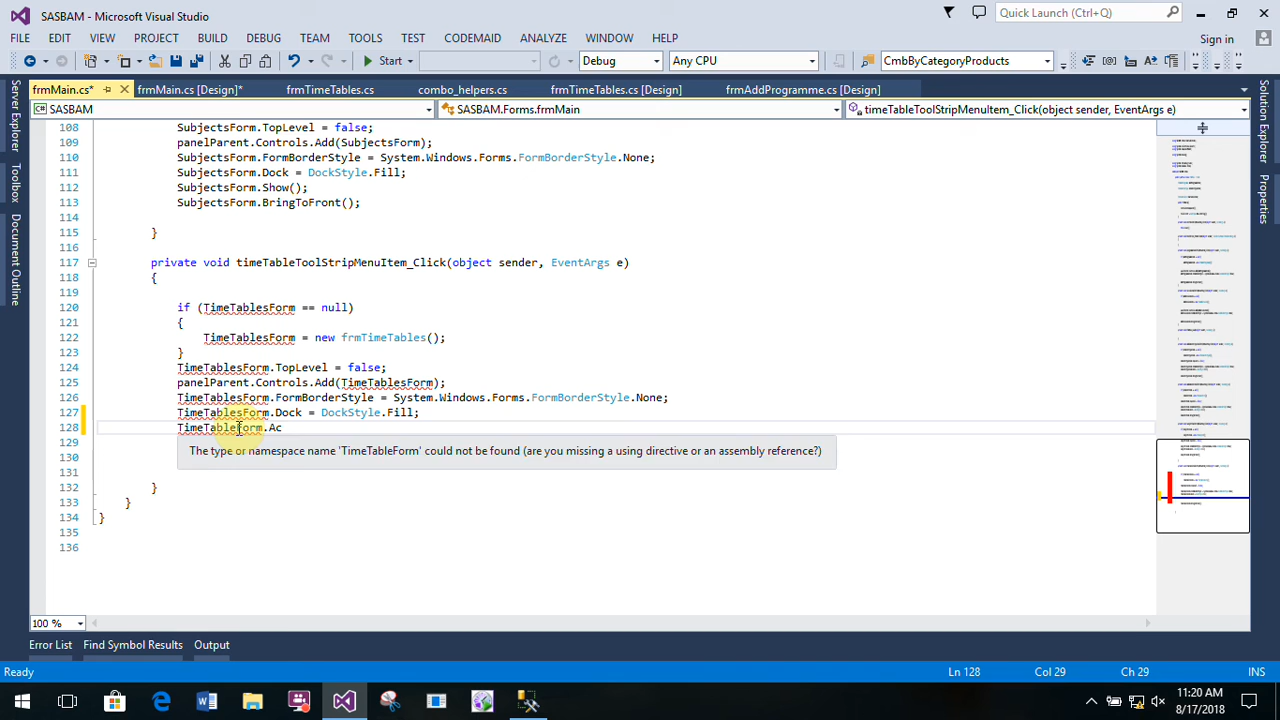 SASBAM - Microsoft Visual Studio
Quick Launch (Ctrl+Q)
FILE EDIT VIEW PROJECT BUILD DEBUG TEAM TOOLS TEST CODEMAID ANALYZE WINDOW HELP
Sign in
Start
Debug
Any CPU
CmbByCategoryProducts
frmMain.cs*
frmMain.cs [Design]*
frmTimeTables.cs
combo_helpers.cs
frmTimeTables.cs [Design]
frmAddProgramme.cs [Design]
SASBAM
SASBAM.Forms.frmMain
timeTableToolStripMenuItem_Click(object sender, EventArgs e)
Server Explorer
Toolbox
Document Outline
Solution Explorer
Properties
108 SubjectsForm.TopLevel = false;
109 panelParent.Controls.Add(SubjectsForm);
110 SubjectsForm.FormBorderStyle = System.Windows.Forms.FormBorderStyle.None;
111 SubjectsForm.Dock = DockStyle.Fill;
112 SubjectsForm.Show();
113 SubjectsForm.BringToFront();
114
115 }
116
117 private void timeTableToolStripMenuItem_Click(object sender, EventArgs e)
118 {
119
120 if (TimeTablesForm == null)
121 {
122 TimeTablesForm = new frmTimeTables();
123 }
124 TimeTablesForm.TopLevel = false;
125 panelParent.Controls.Add(TimeTablesForm);
126 TimeTablesForm.FormBorderStyle = System.Windows.Forms.FormBorderStyle.None;
127 TimeTablesForm.Dock = DockStyle.Fill;
128 TimeTableForm.Ac
129
The type or namespace name 'TimeTableForm' could not be found (are you missing a using directive or an assembly reference?)
130
131
132 }
133 }
134 }
135
136
100 %
Error List Find Symbol Results Output
Ready
Ln 128
Col 29
Ch 29
INS
11:20 AM
8/17/2018